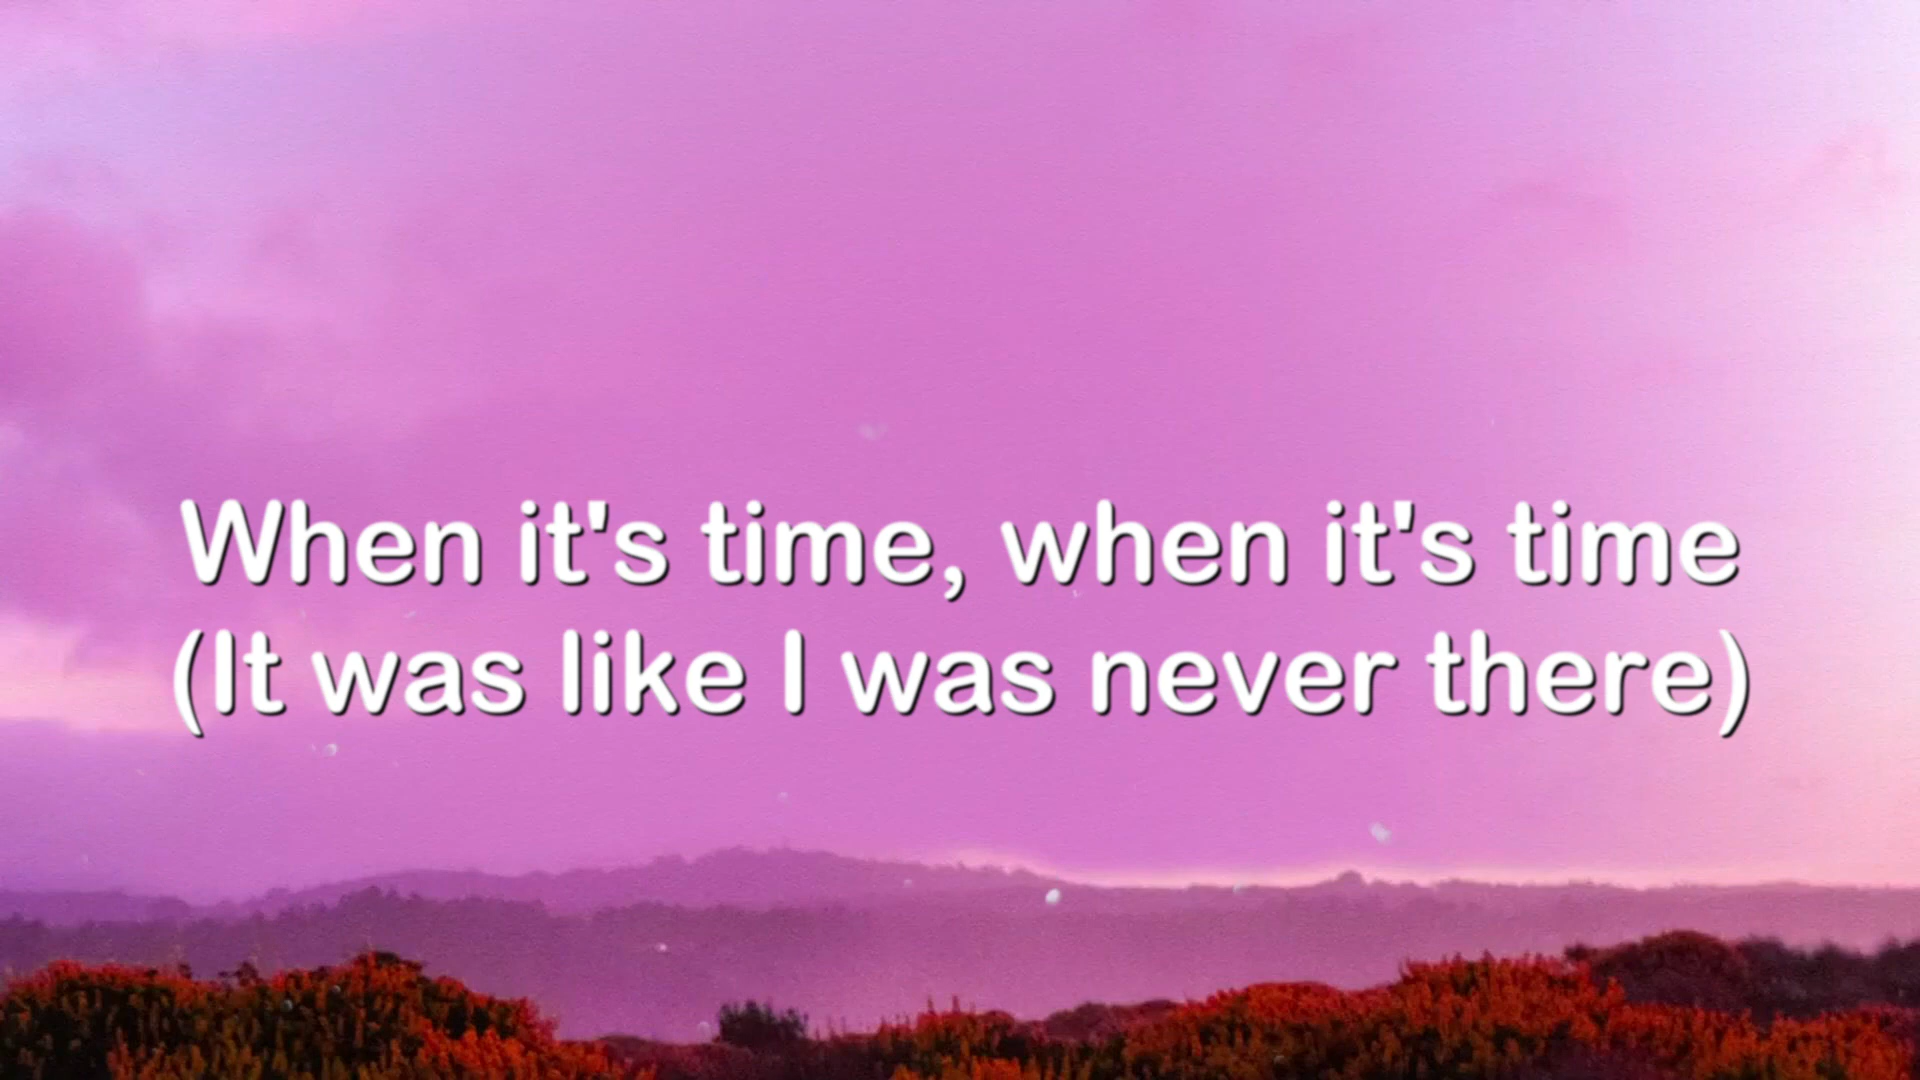 When it's time, when it's time
(It was like I was never there)